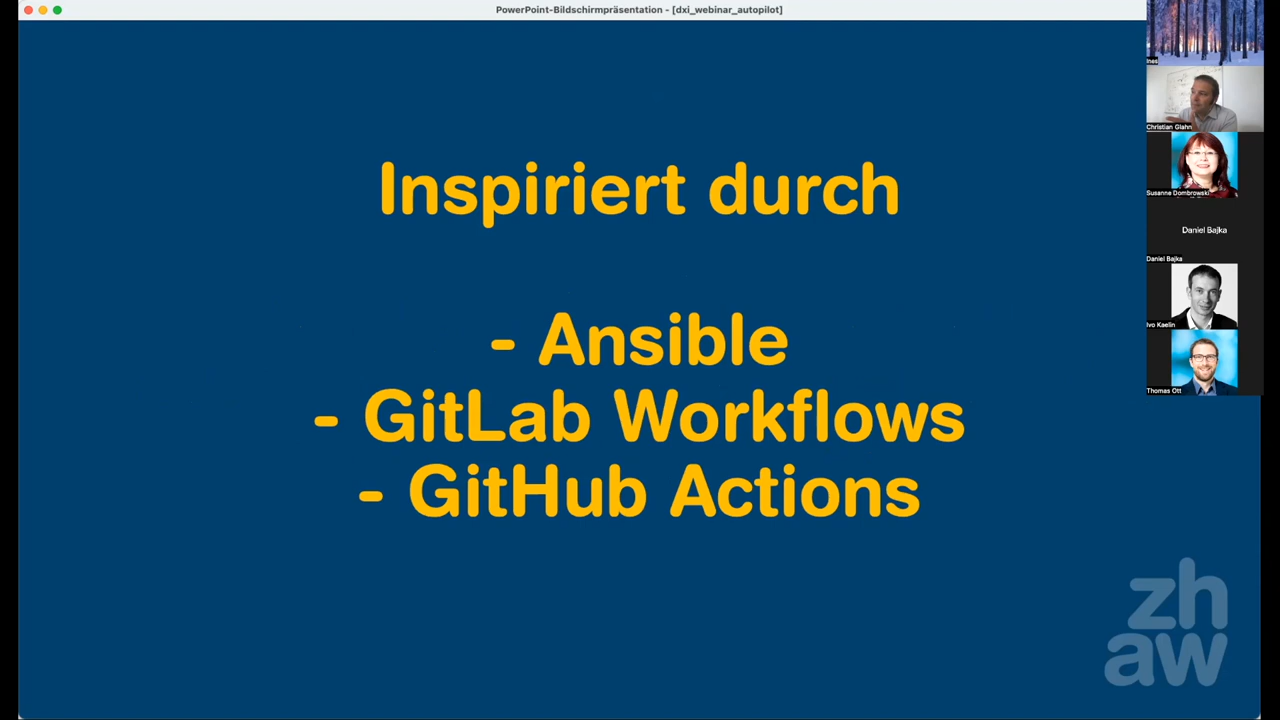 PowerPoint-Bildschirmpräsentation - [dxi_webinar_autopilot]
Inspiriert durch
- Ansible
- GitLab Workflows
- GitHub Actions
zh
aw
Ines
Christian Glahn
Susanne Dombrowski
Daniel Bajka
Daniel Bajka
Ivo Kaelin
Thomas Ott